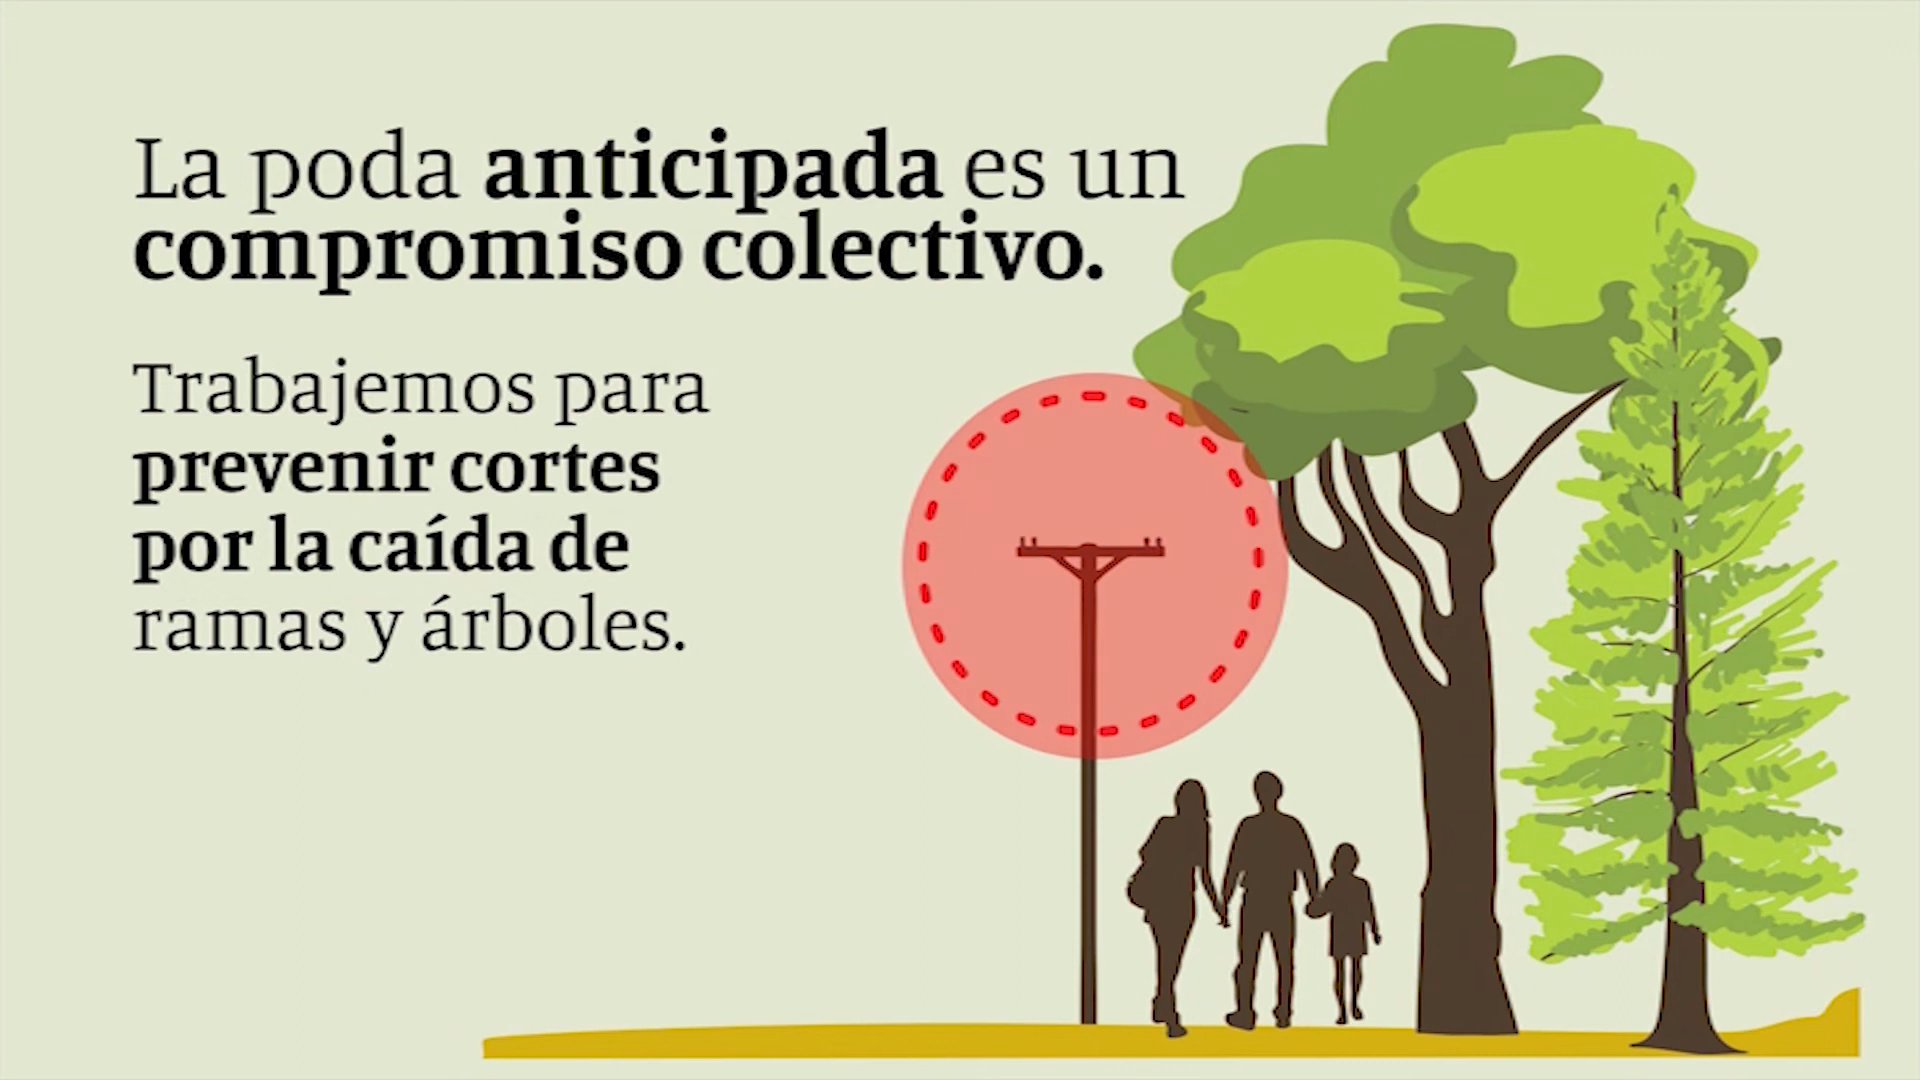 La poda anticipada es un
compromiso colectivo.
Trabajemos para
prevenir cortes
por la caída de
ramas y árboles.